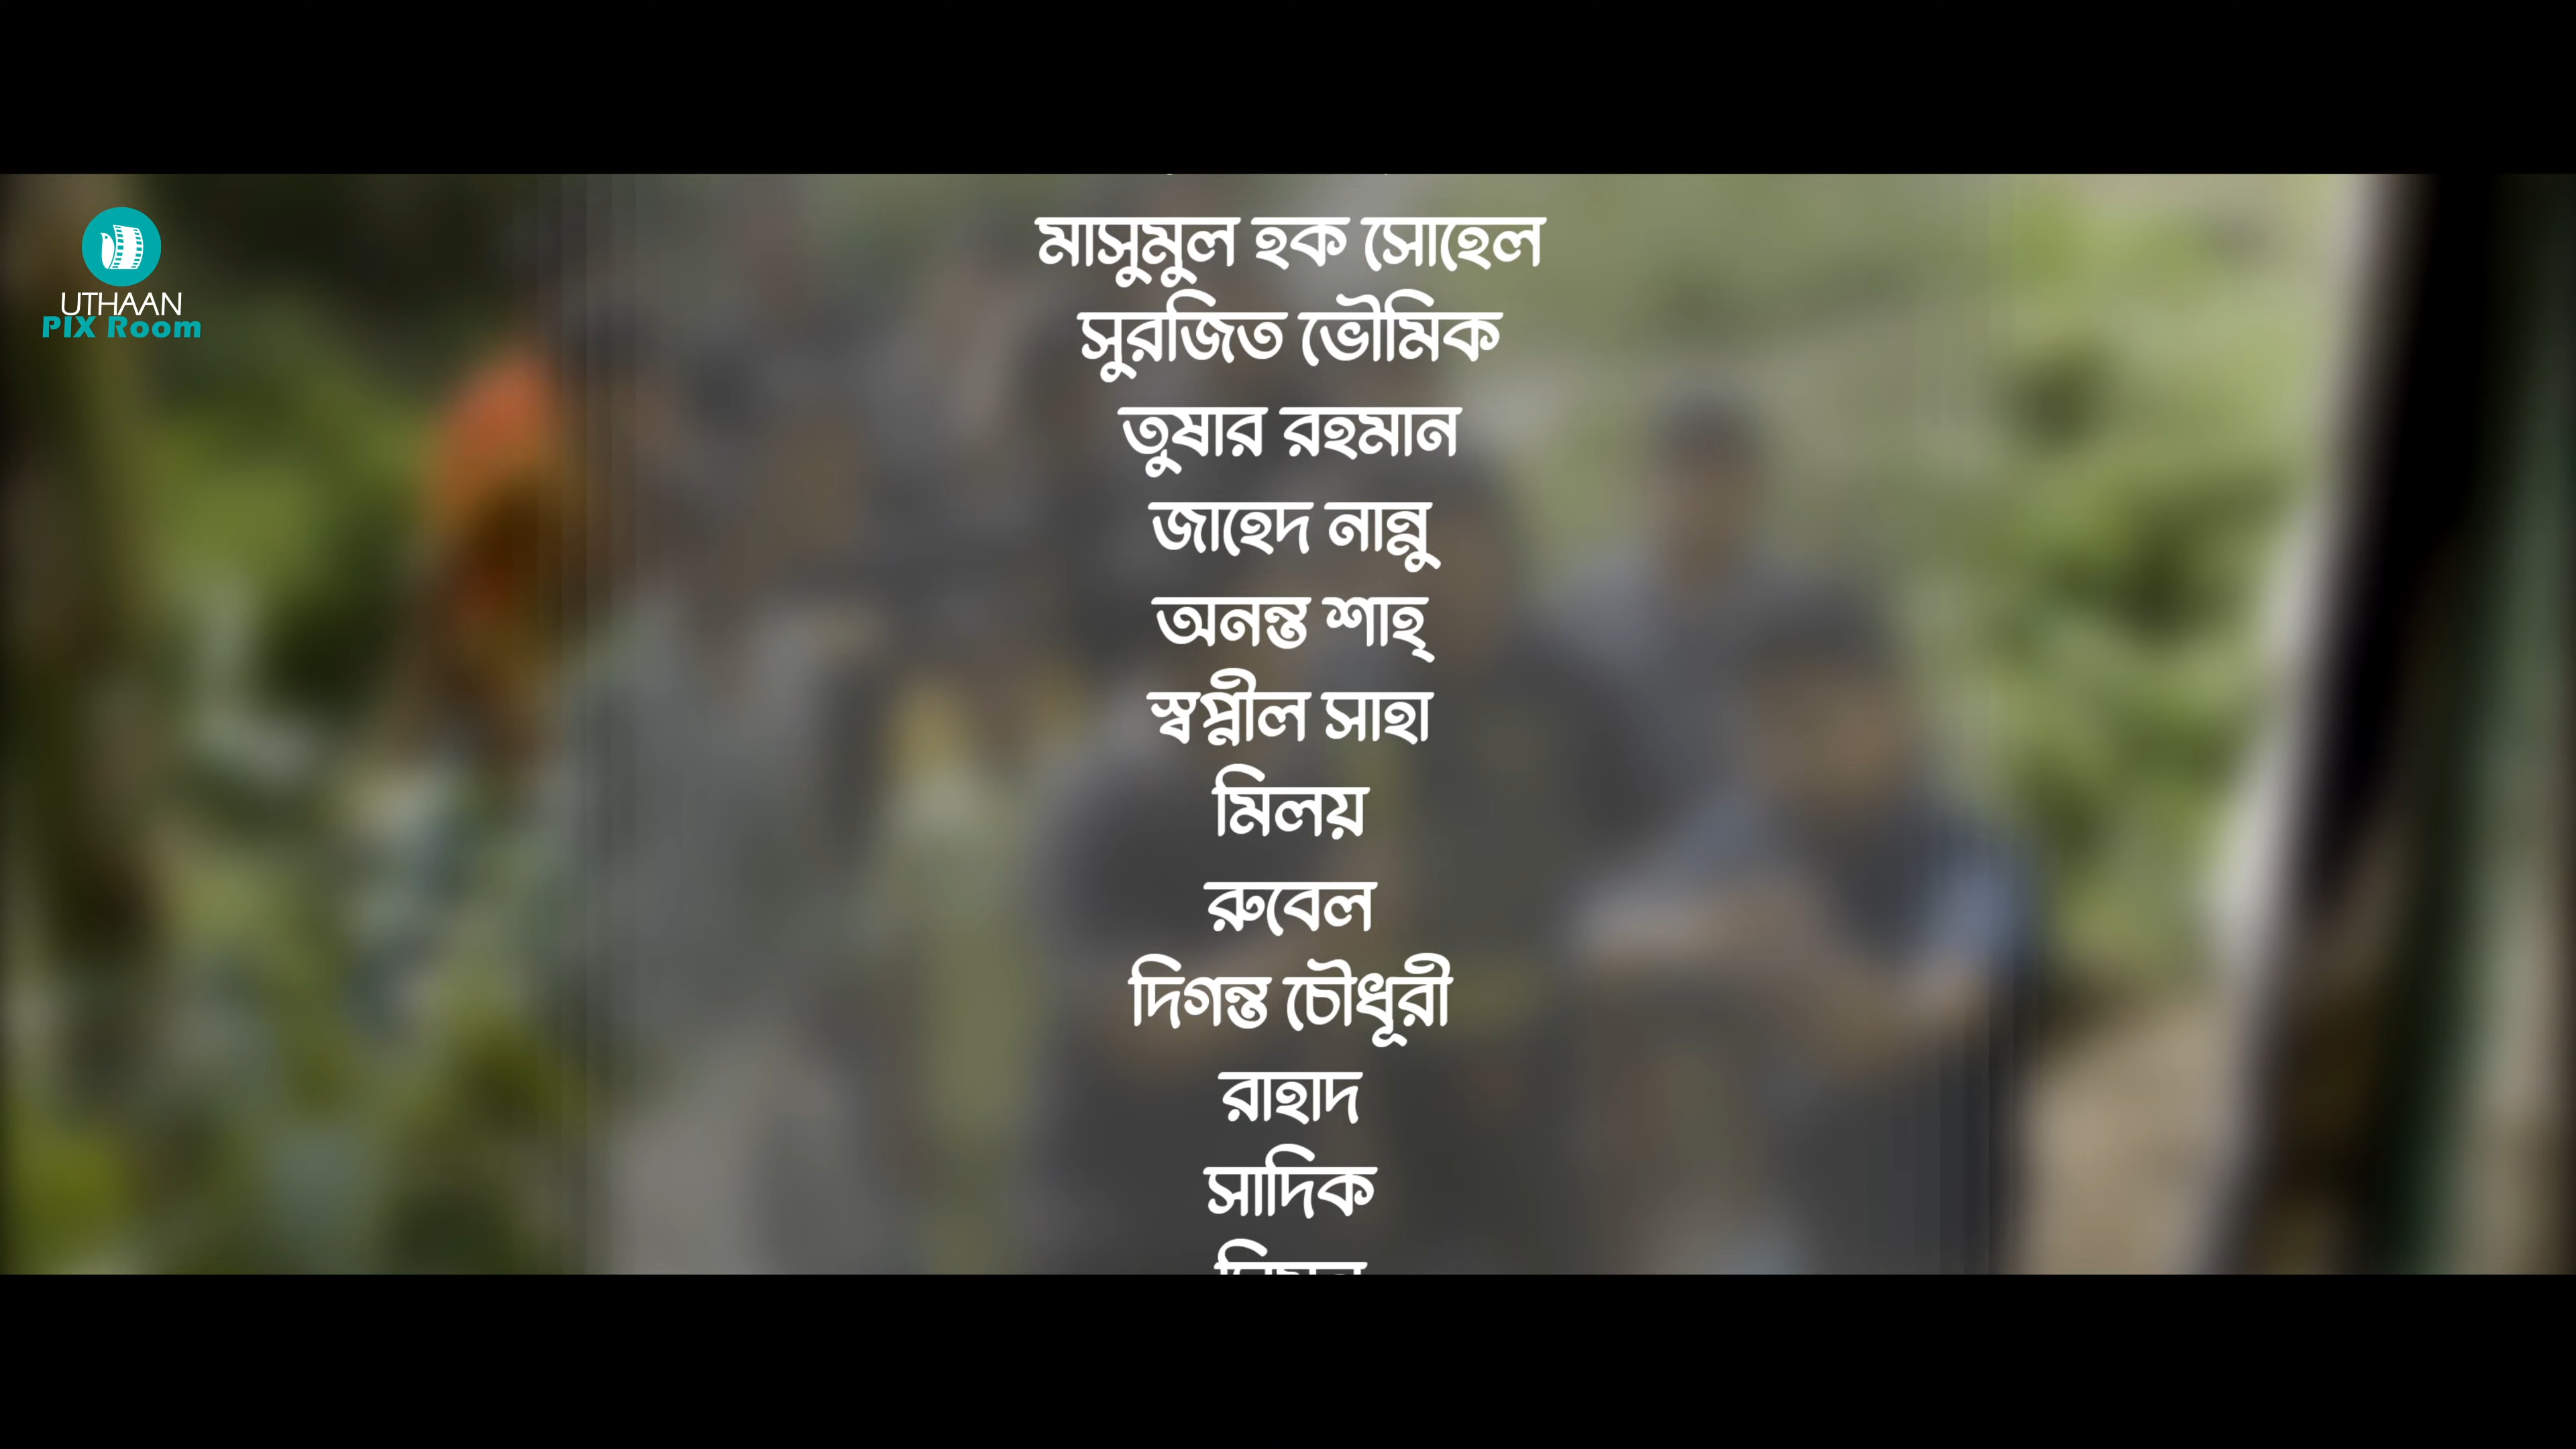 UTHAAN
PIX Room
মাসুমুল হক সোহেল
সুরজিত ভৌমিক
তুষার রহমান
জাহেদ নান্নু
অনন্ত শাহ্
স্বপ্নীল সাহা
মিলয়
রুবেল
দিগন্ত চৌধূরী
রাহাদ
সাদিক